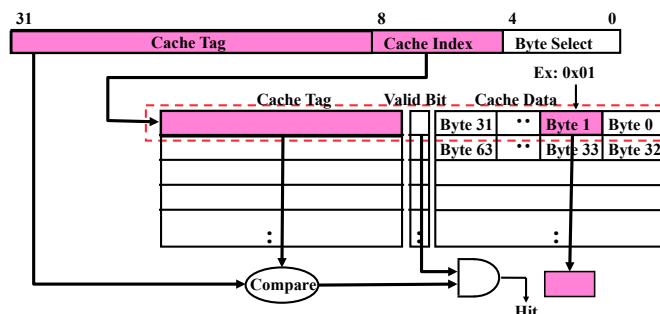 31 8 4 0
Cache Tag Cache Index Byte Select
Ex: 0x01
Cache Tag Valid Bit Cache Data
Byte 31 : : Byte 1 Byte 0
Byte 63 Byte 33 Byte 32
: : :
Compare
Hit